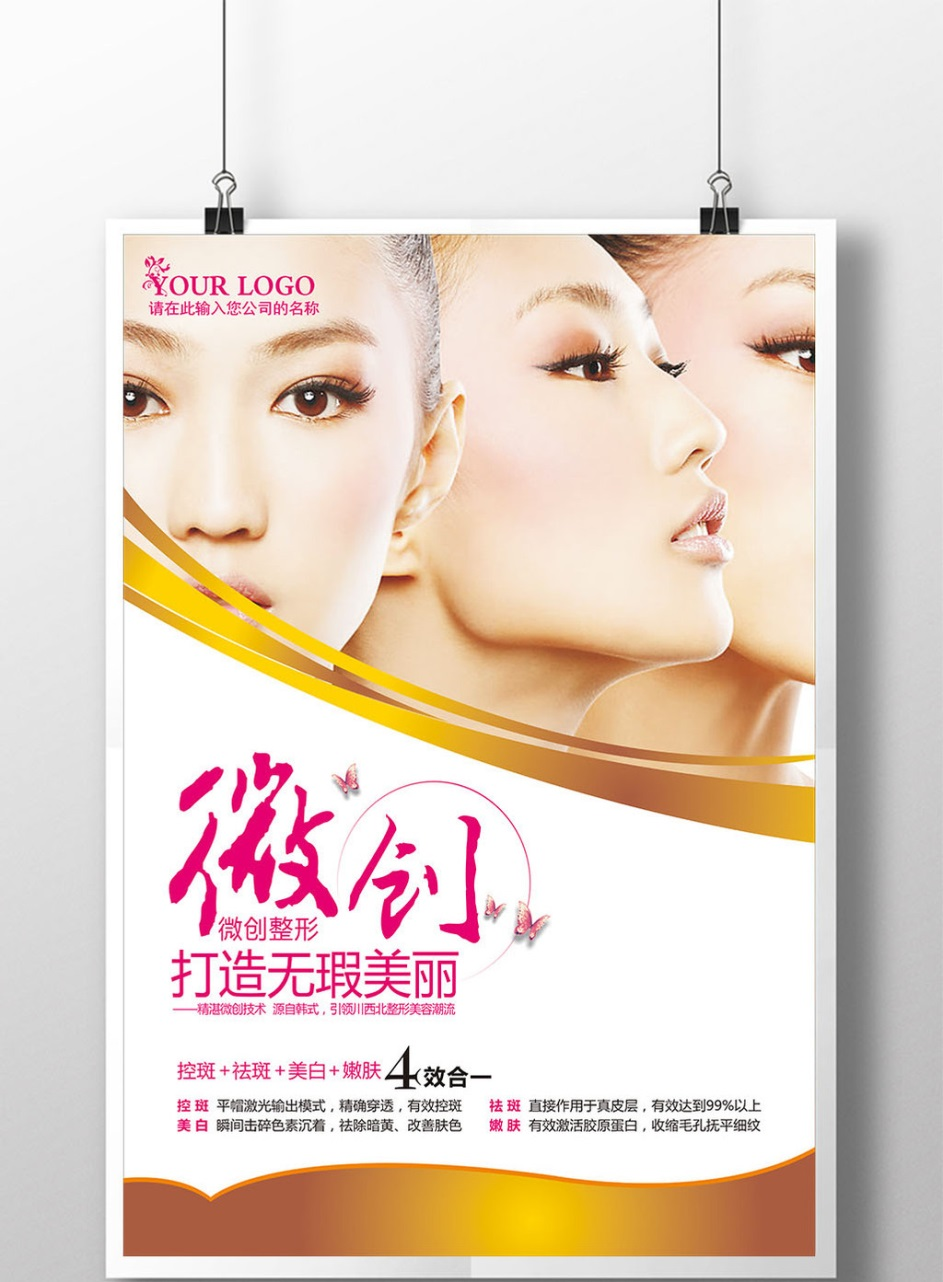 YOUR LOGO
请在此输入您公司的名称
微创
微创整形
打造无瑕美丽
——精湛微创技术 源自韩式，引领川西北整形美容潮流
控斑+祛斑+美白+嫩肤4效合一
控斑 平帽激光输出模式，精确穿透，有效控斑
祛斑 直接作用于真皮层，有效达到99%以上
美白 瞬间击碎色素沉着，祛除暗黄、改善肤色
嫩肤 有效激活胶原蛋白，收缩毛孔抚平细纹